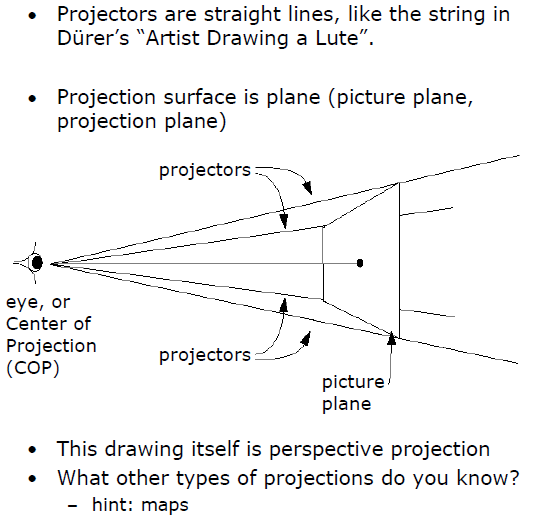 • Projectors are straight lines, like the string in
Dürer’s “Artist Drawing a Lute”.
• Projection surface is plane (picture plane,
projection plane)
projectors
eye, or
Center of
Projection
(COP)
projectors
picture
plane
• This drawing itself is perspective projection
• What other types of projections do you know?
– hint: maps